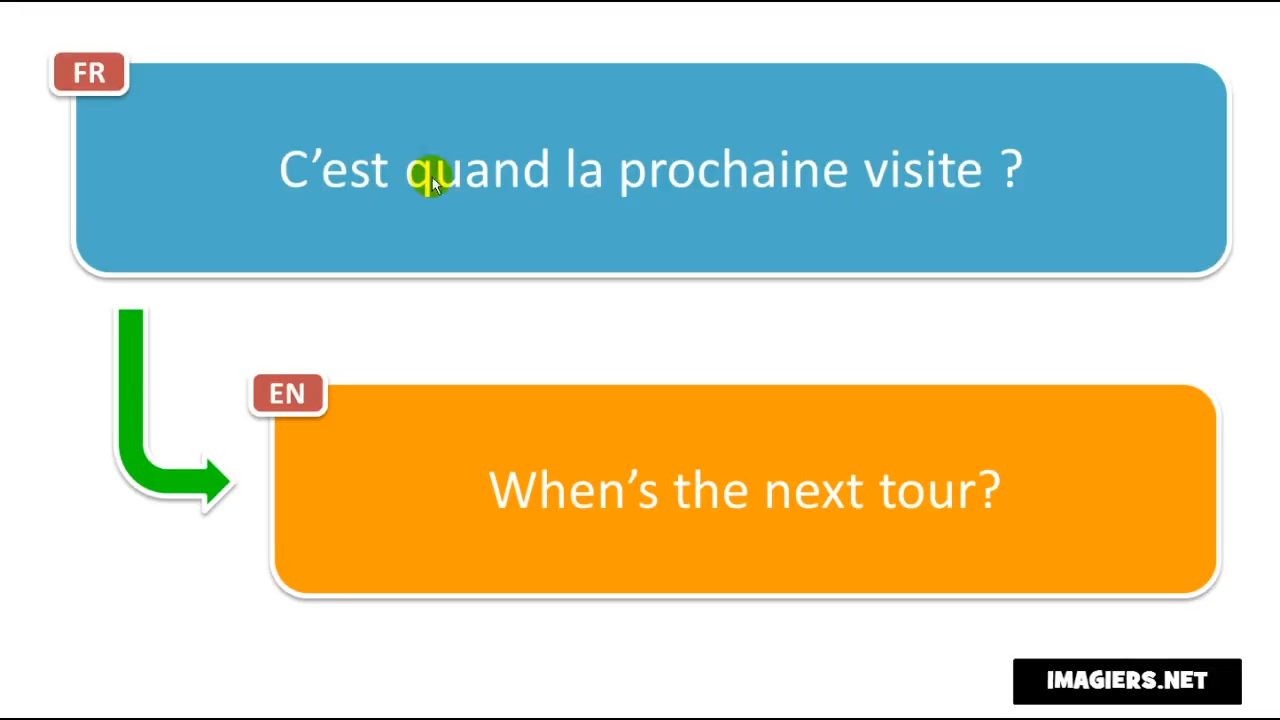 FR
C’est quand la prochaine visite ?
EN
When’s the next tour?
IMAGIERS.NET